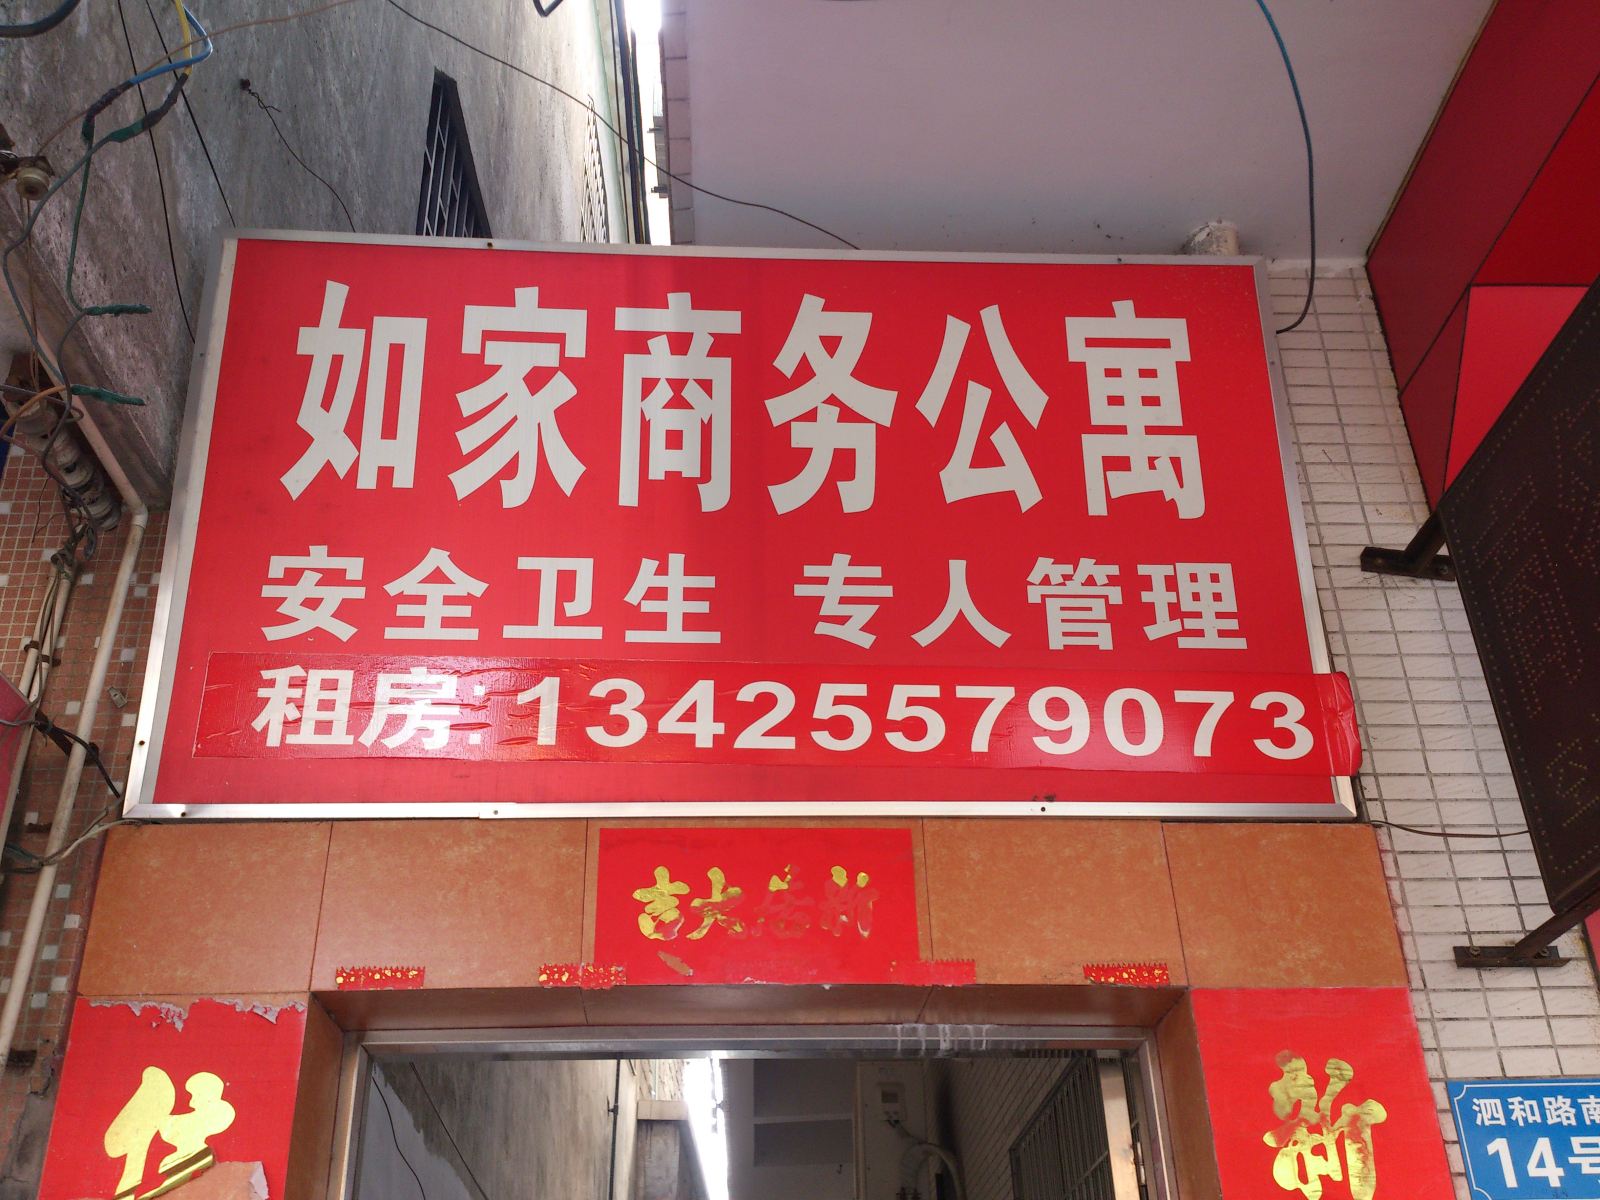 如家商务公寓
安全卫生 专人管理
租房:13425579073
吉大居新
佳
新
泗和路南
14号